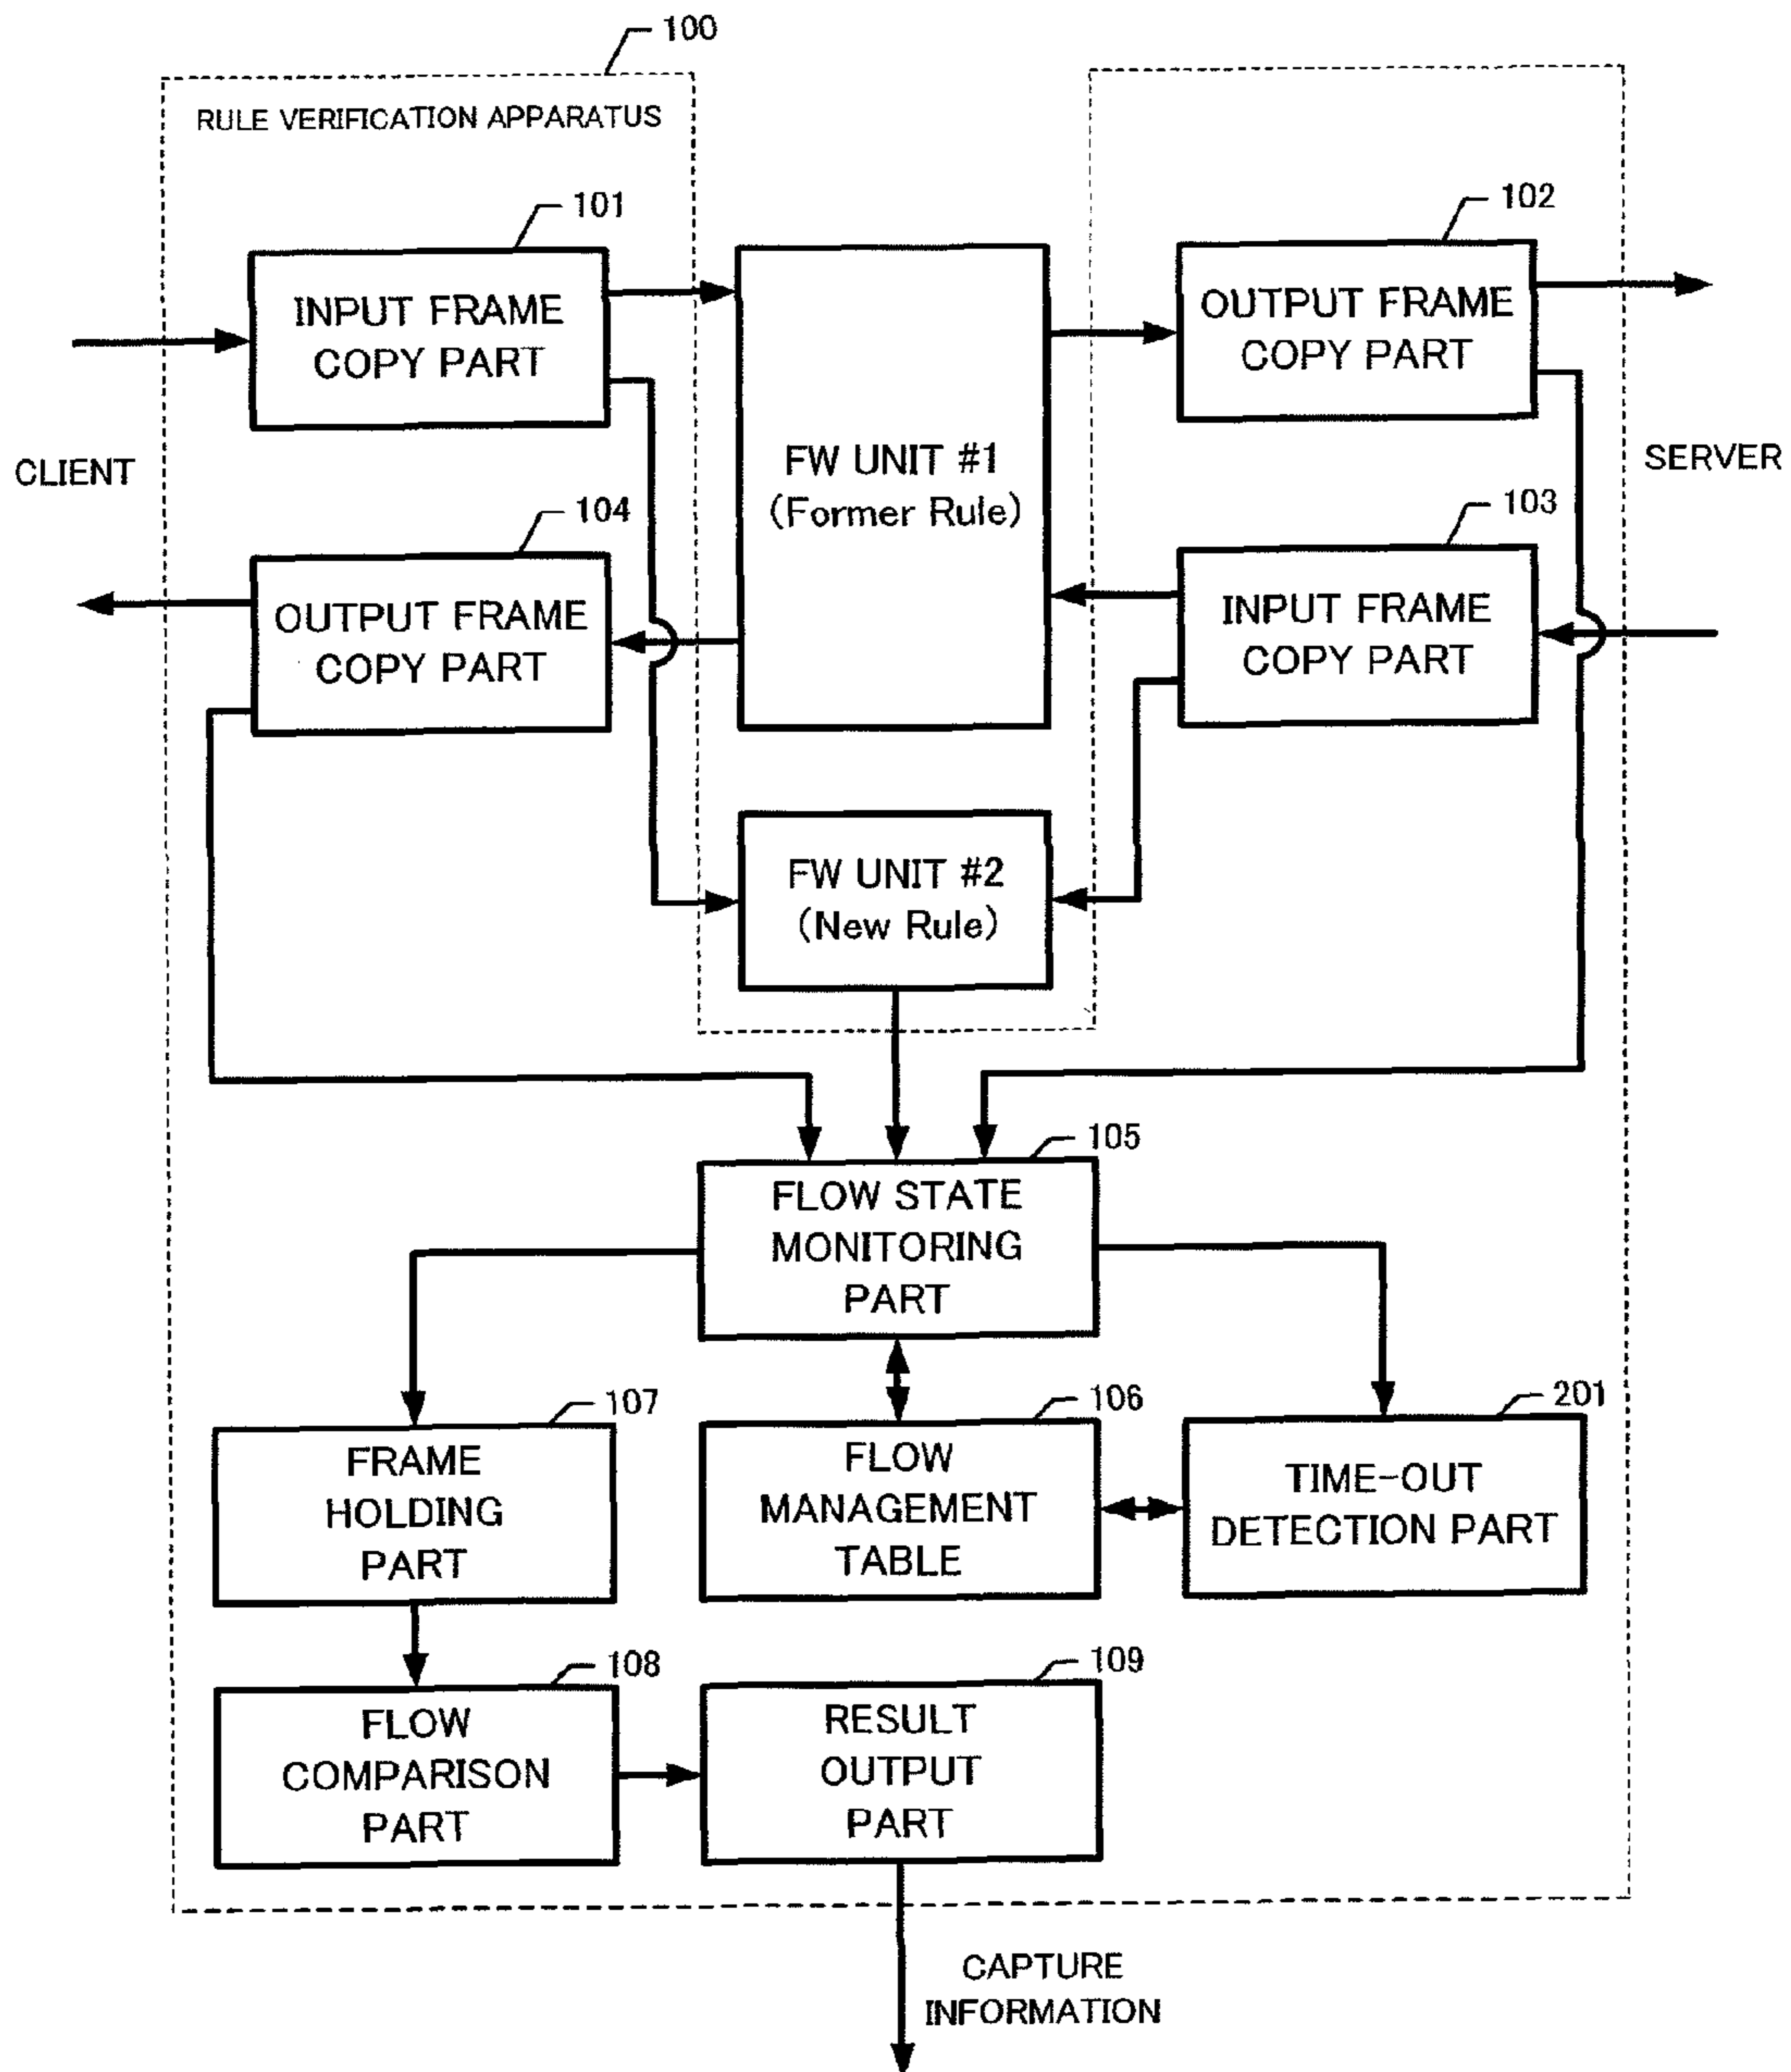 100
RULE VERIFICATION APPARATUS
101
INPUT FRAME
COPY PART
102
OUTPUT FRAME
COPY PART
CLIENT
FW UNIT #1
(Former Rule)
SERVER
104
OUTPUT FRAME
COPY PART
103
INPUT FRAME
COPY PART
FW UNIT #2
(New Rule)
105
FLOW STATE
MONITORING
PART
107
FRAME
HOLDING
PART
106
FLOW
MANAGEMENT
TABLE
201
TIME-OUT
DETECTION PART
108
FLOW
COMPARISON
PART
109
RESULT
OUTPUT
PART
CAPTURE
INFORMATION